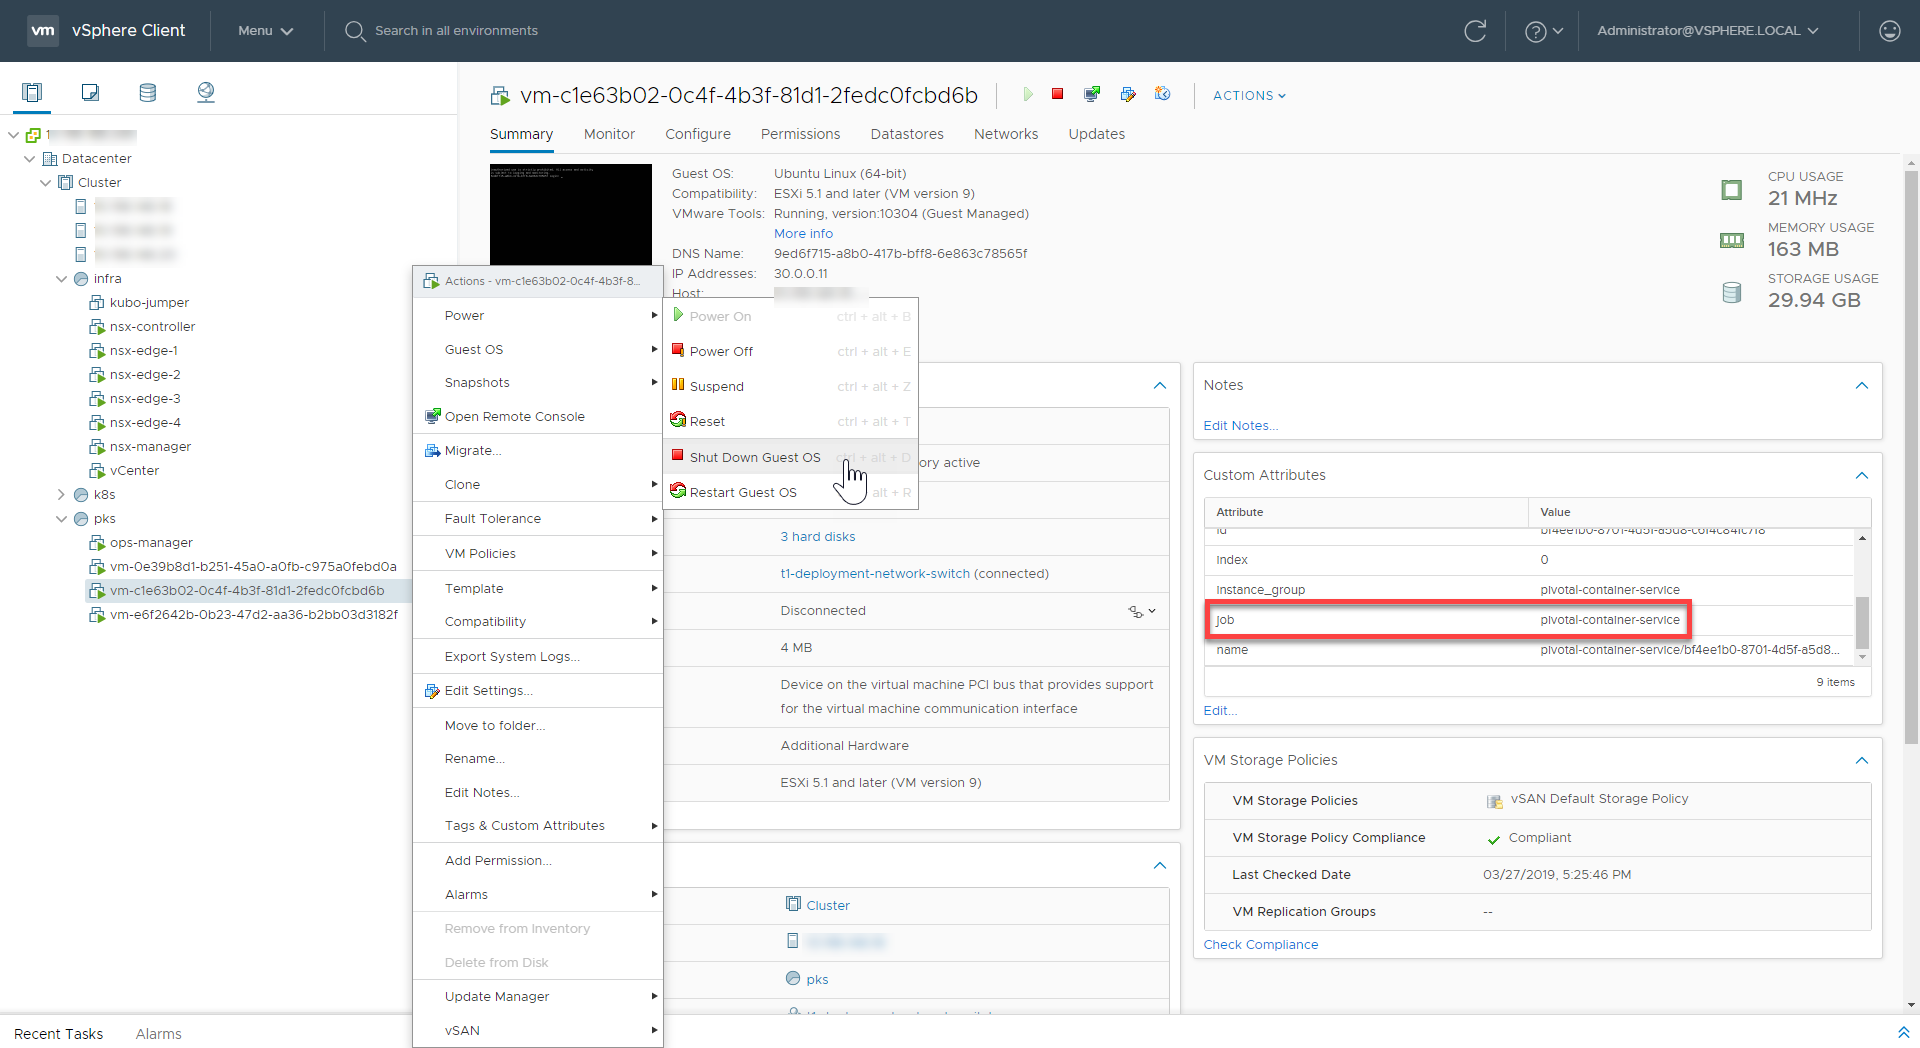 vm vSphere Client Menu Search in all environments Administrator@VSPHERE.LOCAL
Datacenter
Cluster
infra
kubo-jumper
nsx-controller
nsx-edge-1
nsx-edge-2
nsx-edge-3
nsx-edge-4
nsx-manager
vCenter
k8s
pks
ops-manager
vm-0e39b8d1-b251-45a0-a0fb-c975a0febd0a
vm-c1e63b02-0c4f-4b3f-81d1-2fedc0fcbd6b
vm-e6f2642b-0b23-47d2-aa36-b2bb03d3182f
vm-c1e63b02-0c4f-4b3f-81d1-2fedc0fcbd6b ACTIONS
Summary Monitor Configure Permissions Datastores Networks Updates
Guest OS: Ubuntu Linux (64-bit)
Compatibility: ESXi 5.1 and later (VM version 9)
VMware Tools: Running, version:10304 (Guest Managed)
More info
DNS Name: 9ed6f715-a8b0-417b-bff8-6e863c78565f
IP Addresses: 30.0.0.11
Host:
CPU USAGE
21 MHz
MEMORY USAGE
163 MB
STORAGE USAGE
29.94 GB
Actions - vm-c1e63b02-0c4f-4b3f-8...
Power
Guest OS
Snapshots
Open Remote Console
Migrate...
Clone
Fault Tolerance
VM Policies
Template
Compatibility
Export System Logs...
Edit Settings...
Move to folder...
Rename...
Edit Notes...
Tags & Custom Attributes
Add Permission...
Alarms
Remove from Inventory
Delete from Disk
Update Manager
vSAN
Power On ctrl + alt + B
Power Off ctrl + alt + E
Suspend ctrl + alt + Z
Reset ctrl + alt + T
Shut Down Guest OS ctrl + alt + D
Restart Guest OS alt + R
ory active
3 hard disks
t1-deployment-network-switch (connected)
Disconnected
4 MB
Device on the virtual machine PCI bus that provides support
for the virtual machine communication interface
Additional Hardware
ESXi 5.1 and later (VM version 9)
Cluster
pks
Notes
Edit Notes...
Custom Attributes
Attribute Value
id bf4ee1b0-8701-4d5f-a5d8-c6f4c841c7f8
index 0
instance_group pivotal-container-service
job pivotal-container-service
name pivotal-container-service/bf4ee1b0-8701-4d5f-a5d8...
9 items
Edit...
VM Storage Policies
VM Storage Policies vSAN Default Storage Policy
VM Storage Policy Compliance Compliant
Last Checked Date 03/27/2019, 5:25:46 PM
VM Replication Groups --
Check Compliance
Recent Tasks Alarms